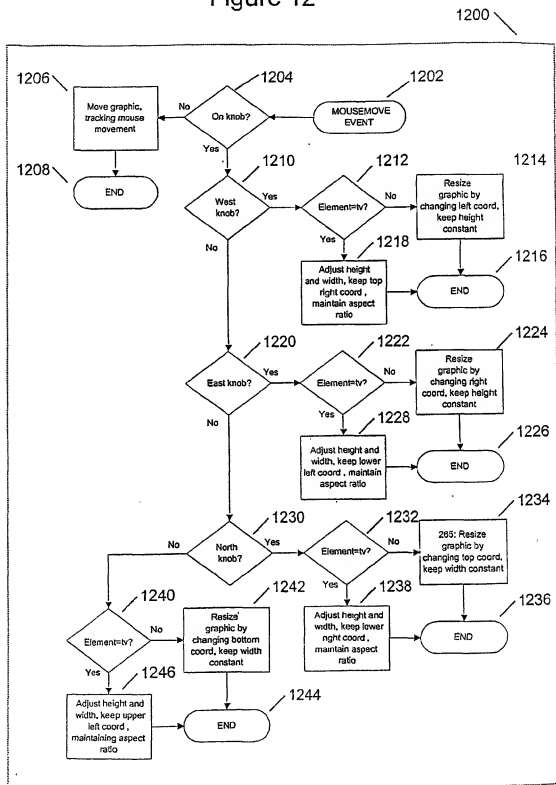 Figure 12
1200
1206
1204
1202
Move graphic,
tracking mouse
movement
No
On knob?
MOUSEMOVE
EVENT
Yes
1208
END
1210
1212
1214
West
knob?
Yes
Element=tv?
No
Resize
graphic by
changing left
coord, keep
height
constant
Yes
1218
1216
No
Adjust height
and width, keep top
right coord ,
maintain aspect
ratio
END
1220
1222
1224
East knob?
Yes
Element=tv?
No
Resize
graphic by
changing right
coord, keep height
constant
Yes
1228
1226
No
Adjust height and
width, keep lower
left coord , maintain
aspect ratio
END
1234
1230
1232
No
North
knob?
Yes
Element=tv?
No
265: Resize
graphic by
changing top coord,
keep width constant
Yes
1238
1236
1240
1242
Adjust height and
width, keep lower
right coord ,
maintain aspect
ratio
END
Element=tv?
No
Resize
graphic by
changing bottom
coord, keep width
constant
Yes
1246
1244
Adjust height and
width, keep upper
left coord ,
maintaining aspect
ratio
END